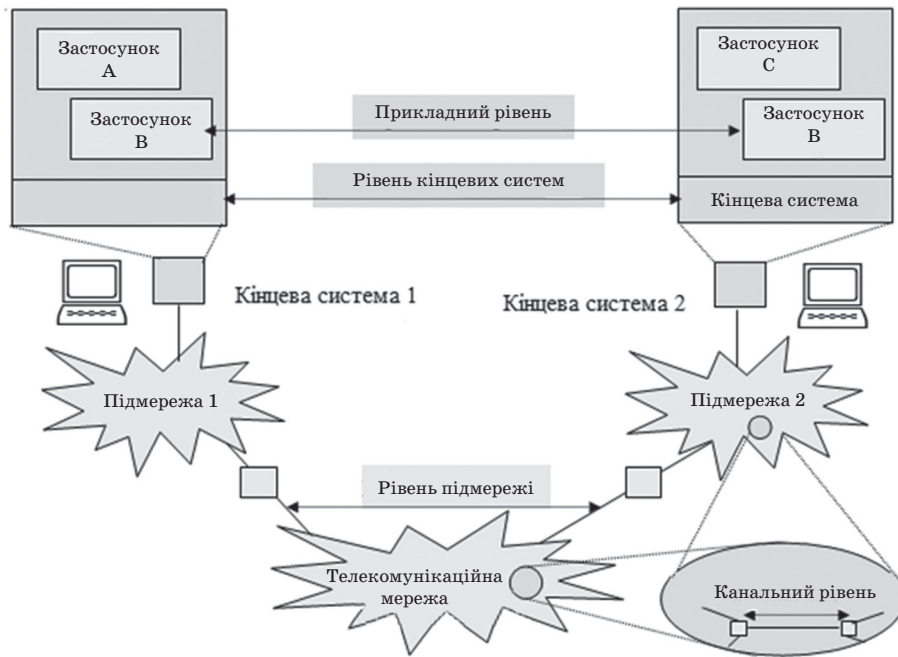 Застосунок
A
Застосунок
B
Застосунок
C
Застосунок
B
Прикладний рівень
Рівень кінцевих систем
Кінцева система
Кінцева система 1
Кінцева система 2
Підмережа 1
Підмережа 2
Рівень підмережі
Телекомунікаційна
мережа
Канальний рівень